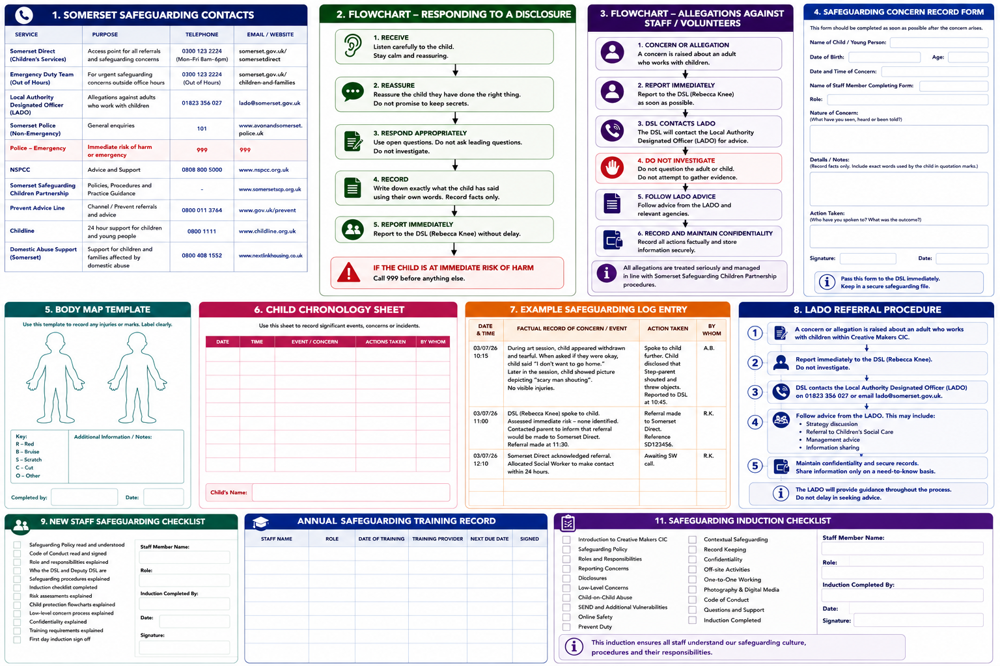 1. SOMERSET SAFEGUARDING CONTACTS
SERVICE PURPOSE TELEPHONE EMAIL / WEBSITE
Somerset Direct
(Children's Services)
Access point for all referrals
and safeguarding concerns
0300 123 2224
(Mon–Fri 8am–6pm)
somerset.gov.uk/
somersetdirect
Emergency Duty Team
(Out of Hours)
For urgent safeguarding
concerns outside office hours
0300 123 2224
(Out of Hours)
somerset.gov.uk/
children-and-families
Local Authority
Designated Officer
(LADO)
Allegations against adults
who work with children
01823 356 027
lado@somerset.gov.uk
Somerset Police
(Non-Emergency)
General enquiries
101
www.avonandsomerset.
police.uk
Police – Emergency
Immediate risk of harm
or emergency
999
999
NSPCC
Advice and Support
0808 800 5000
www.nspcc.org.uk
Somerset Safeguarding
Children Partnership
Policies, Procedures and
Practice Guidance
–
www.somersetscp.org.uk
Prevent Advice Line
Channel / Prevent referrals
and advice
0800 011 3764
www.gov.uk/prevent
Childline
24 hour support for children
and young people
0800 1111
www.childline.org.uk
Domestic Abuse Support
(Somerset)
Support for children and
families affected by
domestic abuse
0800 408 1552
www.nextlinkhousing.co.uk
2. FLOWCHART – RESPONDING TO A DISCLOSURE
1. RECEIVE
Listen carefully to the child.
Stay calm and reassuring.
2. REASSURE
Reassure the child they have done the right thing.
Do not promise to keep secrets.
3. RESPOND APPROPRIATELY
Use open questions. Do not ask leading questions.
Do not investigate.
4. RECORD
Write down exactly what the child has said
using their own words. Record facts only.
5. REPORT IMMEDIATELY
Report to the DSL (Rebecca Knee) without delay.
IF THE CHILD IS AT IMMEDIATE RISK OF HARM
Call 999 before anything else.
3. FLOWCHART – ALLEGATIONS AGAINST
STAFF / VOLUNTEERS
1. CONCERN OR ALLEGATION
A concern is raised about an adult
who works with children.
2. REPORT IMMEDIATELY
Report to the DSL (Rebecca Knee)
as soon as possible.
3. DSL CONTACTS LADO
The DSL will contact the Local Authority
Designated Officer (LADO) for advice.
4. DO NOT INVESTIGATE
Do not question the adult or child.
Do not attempt to gather evidence.
5. FOLLOW LADO ADVICE
Follow advice from the LADO and
relevant agencies.
6. RECORD AND MAINTAIN CONFIDENTIALITY
Record all actions factually and store
information securely.
All allegations are treated seriously and managed
in line with Somerset Safeguarding Children Partnership
procedures.
4. SAFEGUARDING CONCERN RECORD FORM
This form should be completed as soon as possible after the concern arises.
Name of Child / Young Person:
Date of Birth: Age:
Date and Time of Concern:
Name of Staff Member Completing Form:
Role:
Nature of Concern:
(What have you seen, heard or been told?)
Details / Notes:
(Record facts only. Include exact words used by the child in quotation marks.)
Action Taken:
(Who have you spoken to? What was the outcome?)
Signature: Date:
Pass this form to the DSL immediately.
Keep in a secure safeguarding file.
5. BODY MAP TEMPLATE
Use this template to record any injuries or marks. Label clearly.
Key:
R – Red
B – Bruise
S – Scratch
C – Cut
O – Other
Additional Information / Notes:
Completed by: Date:
6. CHILD CHRONOLOGY SHEET
Use this sheet to record significant events, concerns or incidents.
DATE TIME EVENT / CONCERN ACTIONS TAKEN BY WHOM
Child's Name:
7. EXAMPLE SAFEGUARDING LOG ENTRY
DATE
& TIME
FACTUAL RECORD OF CONCERN / EVENT
ACTION TAKEN
BY
WHOM
03/07/26
10:15
During art session, child appeared withdrawn
and tearful. When asked if they were okay,
child said "I don't want to go home."
Later in the session, child showed picture
depicting "scary man shouting".
No visible injuries.
Spoke to child
further. Child
disclosed that
Step-parent
shouted and
threw objects.
Reported to DSL
at 10:45.
A.B.
03/07/26
11:00
DSL (Rebecca Knee) spoke to child.
Assessed immediate risk – none identified.
Contacted parent to inform that referral
would be made to Somerset Direct.
Referral made at 11:30.
Referral made
to Somerset
Direct.
Reference
SD123456.
R.K.
03/07/26
12:10
Somerset Direct acknowledged referral.
Allocated Social Worker to make contact
within 24 hours.
Awaiting SW
call.
R.K.
8. LADO REFERRAL PROCEDURE
1
A concern or allegation is raised about an adult who works
with children within Creative Makers CIC.
2
Report immediately to the DSL (Rebecca Knee).
Do not investigate.
3
DSL contacts the Local Authority Designated Officer (LADO)
on 01823 356 027 or email lado@somerset.gov.uk.
4
Follow advice from the LADO. This may include:
• Strategy discusion
• Referral to Children's Social Care
• Management advice
• Information sharing
5
Maintain confidentiality and secure records.
Share information only on a need-to-know basis.
The LADO will provide guidance throughout the process.
Do not delay in seeking advice.
9. NEW STAFF SAFEGUARDING CHECKLIST
Safeguarding Policy read and understood
Code of Conduct read and signed
Role and responsibilities explained
Who the DSL and Deputy DSL are
Safeguarding procedures explained
Induction checklist completed
Risk assessments explained
Child protection flowcharts explained
Low-level concern process explained
Confidentiality explained
Training requirements explained
First day induction sign off
Staff Member Name:
Role:
Induction Completed By:
Date:
Signature:
ANNUAL SAFEGUARDING TRAINING RECORD
STAFF NAME ROLE DATE OF TRAINING TRAINING PROVIDER NEXT DUE DATE SIGNED
11. SAFEGUARDING INDUCTION CHECKLIST
Introduction to Creative Makers CIC
Safeguarding Policy
Roles and Responsibilities
Reporting Concerns
Disclosures
Low-Level Concerns
Child-on-Child Abuse
SEND and Additional Vulnerabilities
Online Safety
Prevent Duty
Contextual Safeguarding
Record Keeping
Confidentiality
Off-site Activities
One-to-One Working
Photography & Digital Media
Code of Conduct
Questions and Support
Induction Completed
Staff Member Name:
Role:
Induction Completed By:
Date:
Signature:
This induction ensures all staff understand our safeguarding culture,
procedures and their responsibilities.